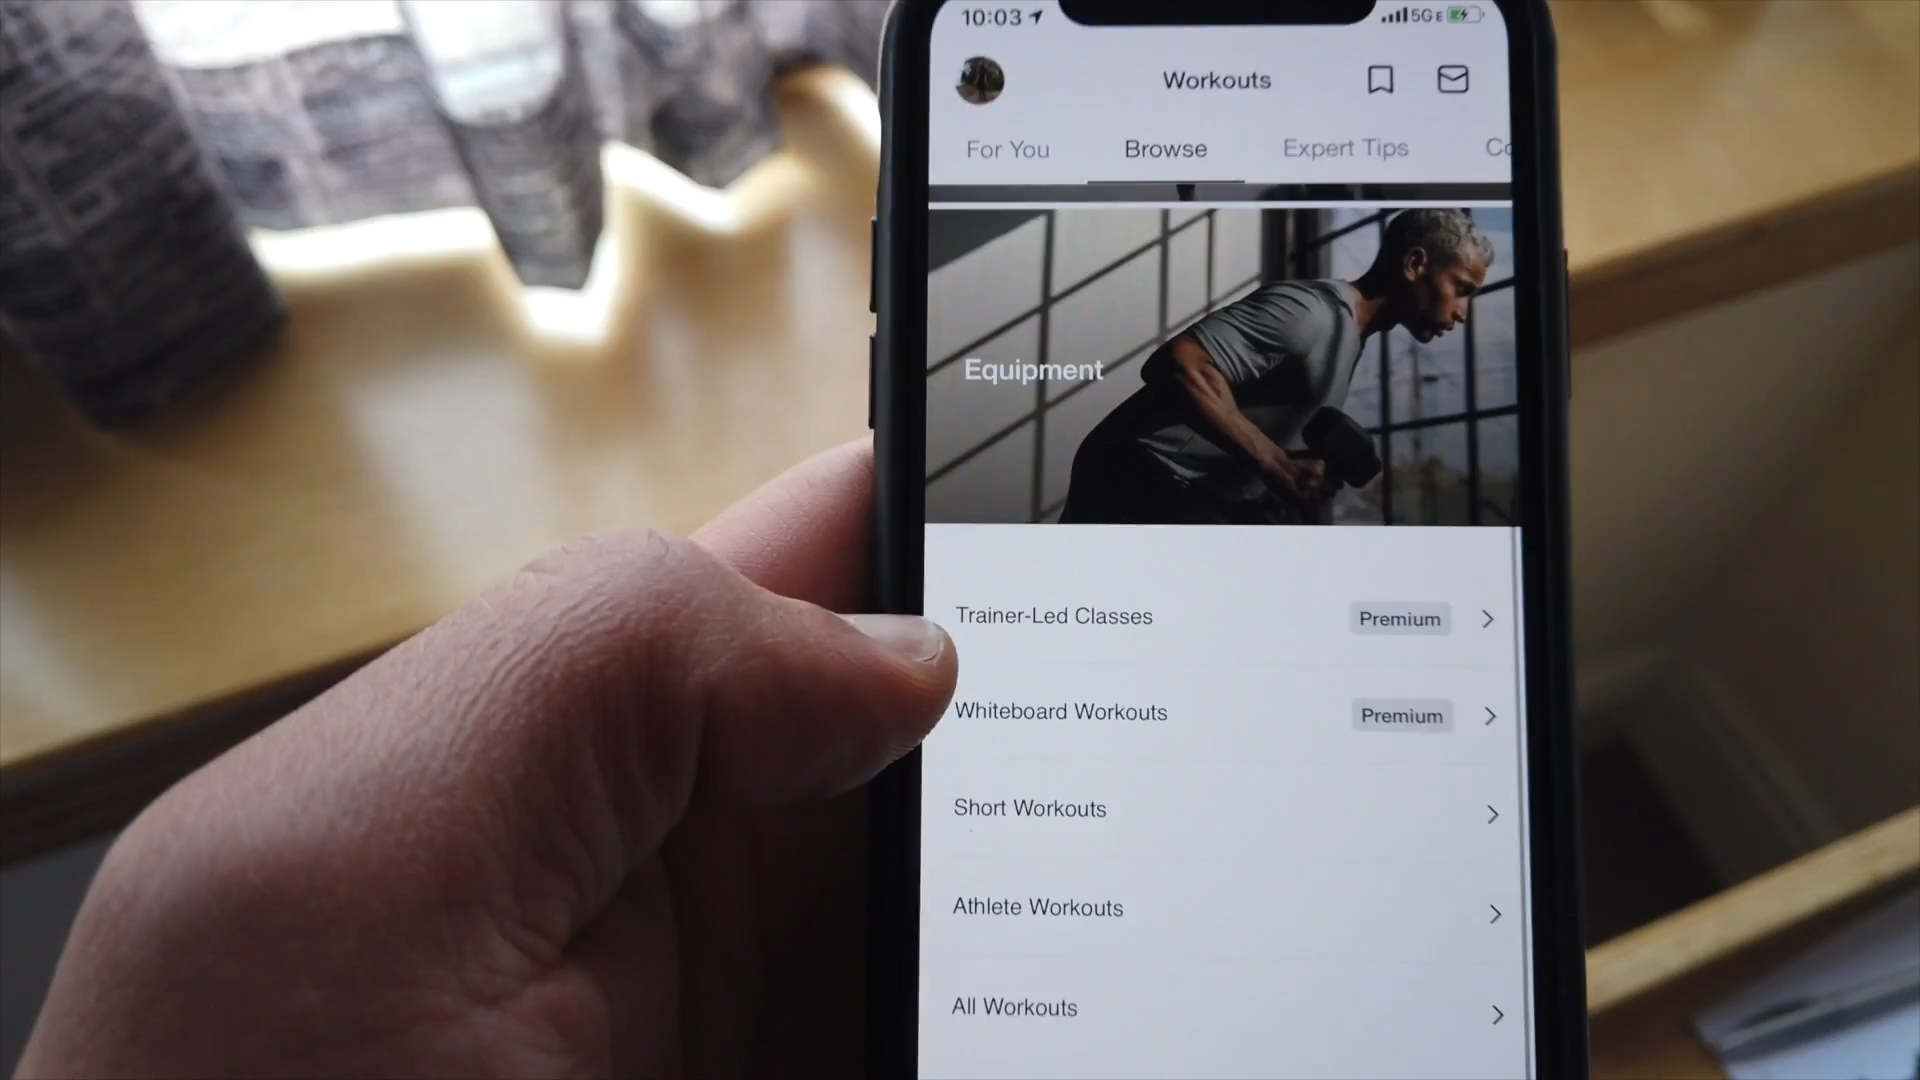 10:03
5GE
Workouts
For You
Browse
Expert Tips
Equipment
Trainer-Led Classes
Premium
Whiteboard Workouts
Premium
Short Workouts
Athlete Workouts
All Workouts